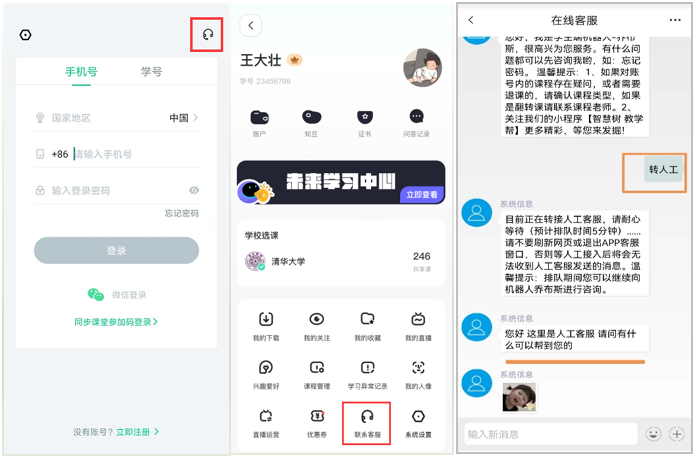 手机号
学号
国家地区
中国
+86
请输入手机号
输入登录密码
忘记密码
登录
微信登录
同步课堂参加码登录
没有账号？立即注册
王大壮
学号 23456798
账户
知豆
证书
问答记录
未来学习中心
立即查看
学校选课
清华大学
246
共享课
我的下载
我的关注
我的收藏
我的直播
兴趣爱好
课程管理
学习异常记录
我的人像
直播运营
优惠券
联系客服
系统设置
在线客服
斯，很高兴为您服务。有什么问
题都可以先咨询我哟，如：忘记
密码。 温馨提示：1、如果对账
号内的课程存在疑问，或者需要
退课的，请确认课程类型，如果
是翻转课请联系课程老师。2、
关注我们的小程序【智慧树 教学
帮】更多精彩，等您来发掘！
转人工
系统信息
目前正在转接人工客服，请耐心
等待（预计排队时间5分钟）......
请不要刷新网页或退出APP客服
窗口，否则等人工接入后将会无
法收到人工客服发送的消息。温
馨提示：排队期间您可以继续向
机器人乔布斯进行咨询。
系统信息
您好 这里是人工客服 请问有什
么可以帮到您的
系统信息
输入新消息